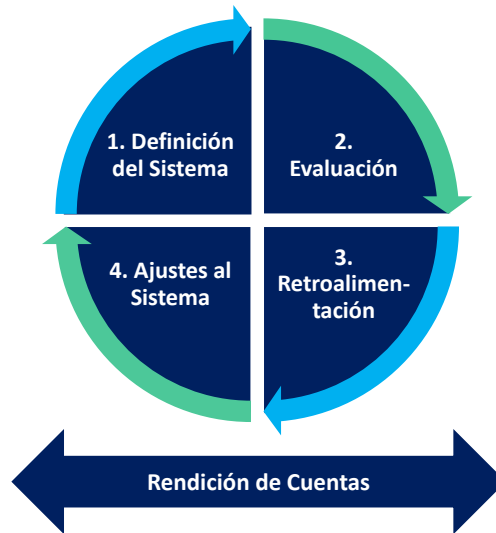 1. Definición
del Sistema
2.
Evaluación
3.
Retroalimen-
tación
4. Ajustes al
Sistema
Rendición de Cuentas